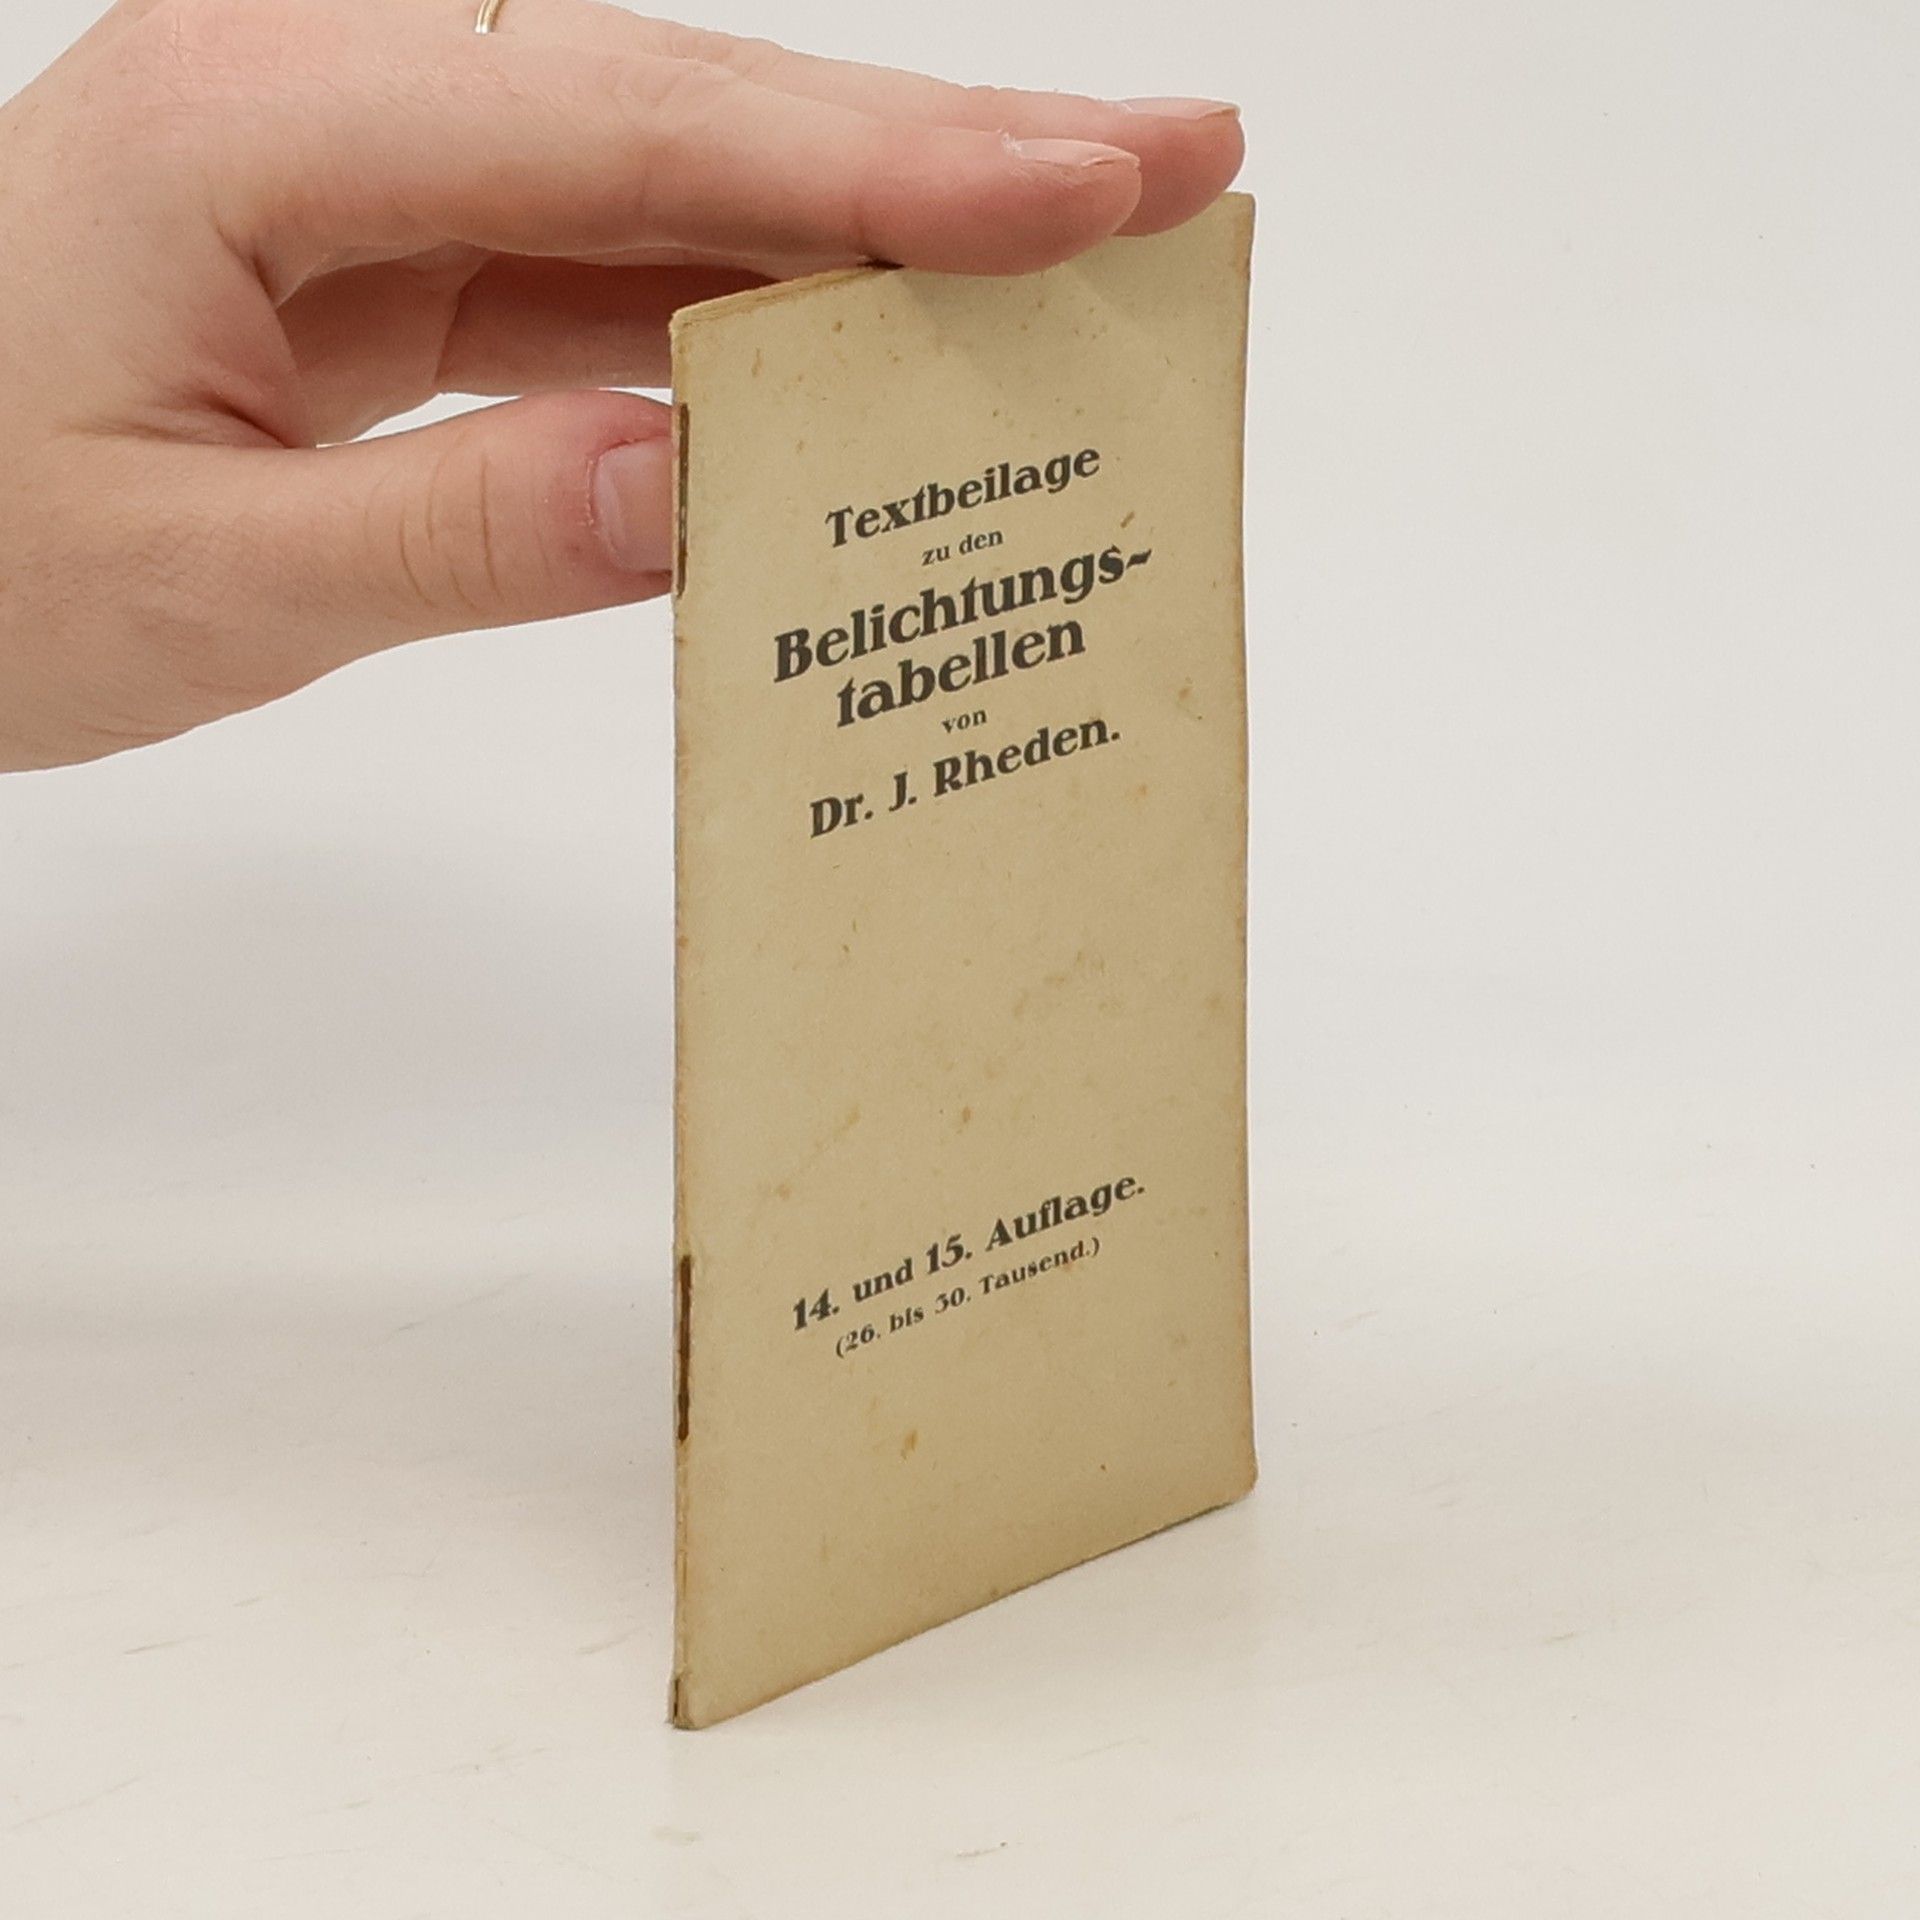 Textbeilage
zu den
Belichtungs-
tabellen
von
Dr. J. Rheden.
14. und 15. Auflage.
(26. bis 30. Tausend.)